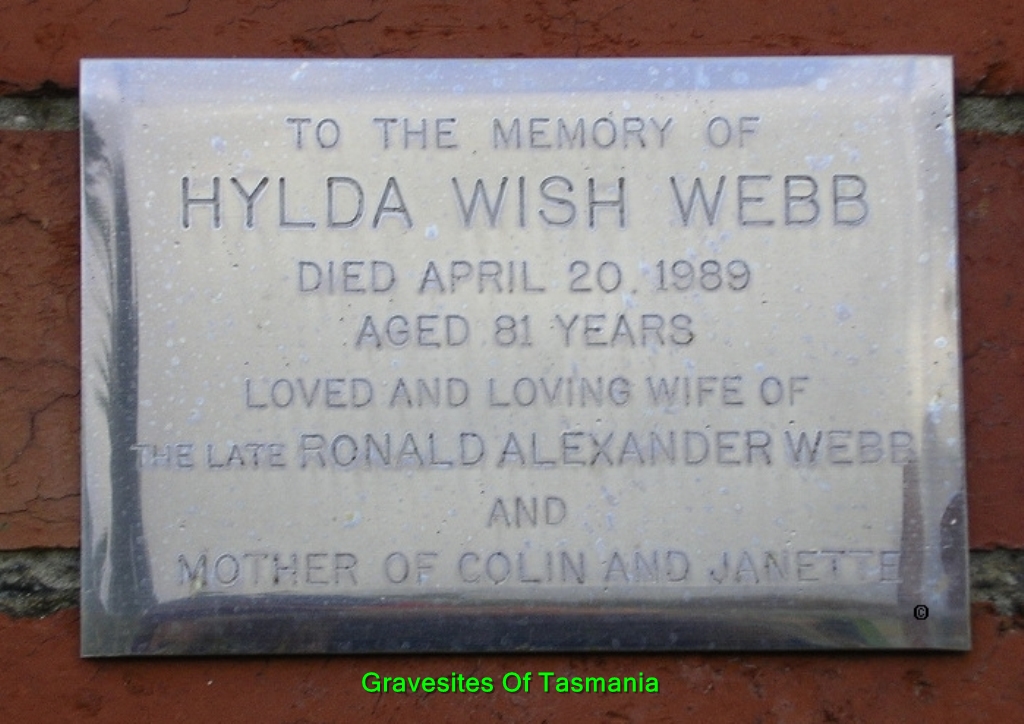 TO THE MEMORY OF
HYLDA WISH WEBB
DIED APRIL 20. 1989
AGED 81 YEARS
LOVED AND LOVING WIFE OF
THE LATE RONALD ALEXANDER WEBB
AND
MOTHER OF COLIN AND JANETTE
©
Gravesites Of Tasmania